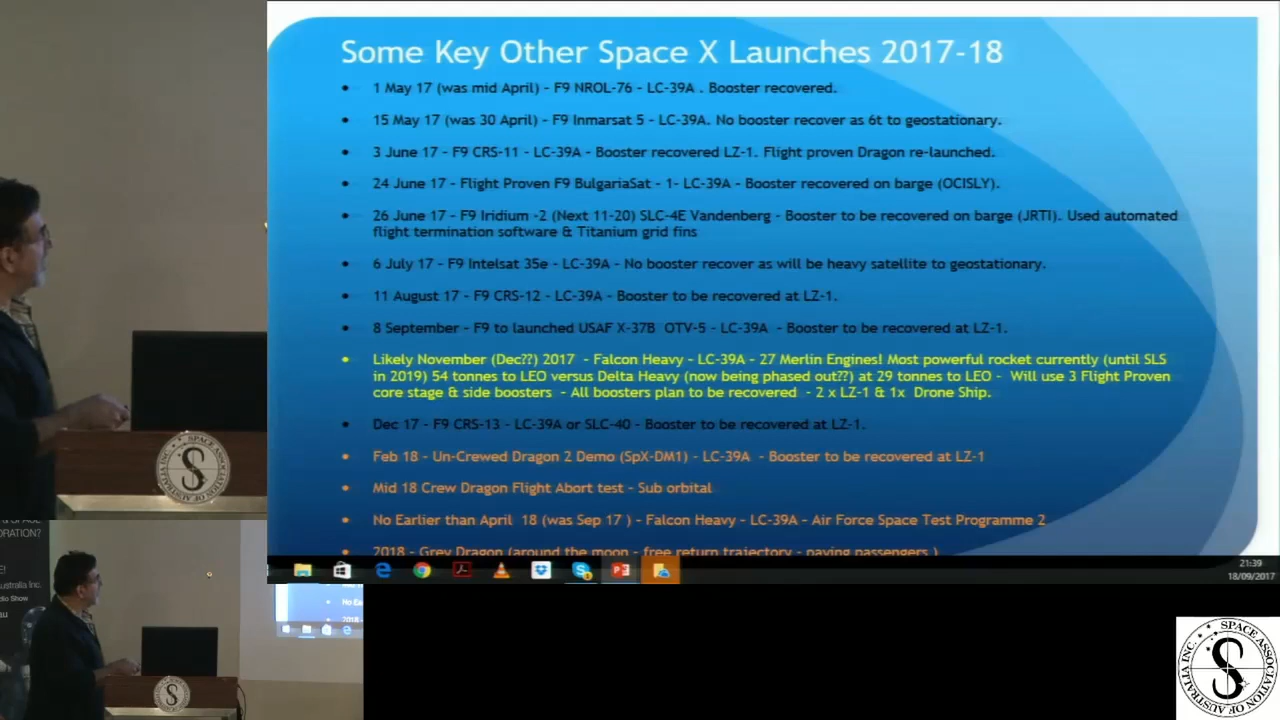 Some Key Other Space X Launches 2017-18
• 1 May 17 (was mid April) - F9 NROL-76 - LC-39A . Booster recovered.
• 15 May 17 (was 30 April) - F9 Inmarsat 5 - LC-39A. No booster recover as 6t to geostationary.
• 3 June 17 - F9 CRS-11 - LC-39A - Booster recovered LZ-1. Flight proven Dragon re-launched.
• 24 June 17 - Flight Proven F9 BulgariaSat - 1- LC-39A - Booster recovered on barge (OCISLY).
• 26 June 17 - F9 Iridium -2 (Next 11-20) SLC-4E Vandenberg - Booster to be recovered on barge (JRTI). Used automated
flight termination software & Titanium grid fins
• 6 July 17 - F9 Intelsat 35e - LC-39A - No booster recover as will be heavy satellite to geostationary.
• 11 August 17 - F9 CRS-12 - LC-39A - Booster to be recovered at LZ-1.
• 8 September - F9 to launched USAF X-37B OTV-5 - LC-39A - Booster to be recovered at LZ-1.
• Likely November (Dec??) 2017 - Falcon Heavy - LC-39A - 27 Merlin Engines! Most powerful rocket currently (until SLS
in 2019) 54 tonnes to LEO versus Delta Heavy (now being phased out??) at 29 tonnes to LEO - Will use 3 Flight Proven
core stage & side boosters - All boosters plan to be recovered - 2 x LZ-1 & 1x Drone Ship.
• Dec 17 - F9 CRS-13 - LC-39A or SLC-40 - Booster to be recovered at LZ-1.
• Feb 18 - Un-Crewed Dragon 2 Demo (SpX-DM1) - LC-39A - Booster to be recovered at LZ-1
• Mid 18 Crew Dragon Flight Abort test - Sub orbital
• No Earlier than April 18 (was Sep 17 ) - Falcon Heavy - LC-39A - Air Force Space Test Programme 2
• 2018 - Grey Dragon (around the moon - free return trajectory - paying passengers )
21:39
18/09/2017
SPACE ASSOCIATION OF AUSTRALIA INC.
S
ORATION?
E!
ustralia Inc.
dio Show
au
• No Ea
• 2018 -
SPACE ASSOCIATION OF AUSTRALIA INC.
S